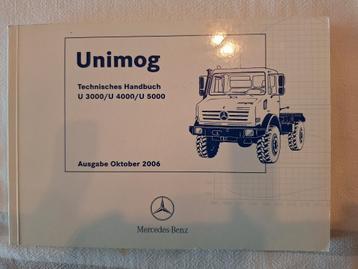 Unimog
Technisches Handbuch
U 3000/U 4000/U 5000
Ausgabe Oktober 2006
Mercedes-Benz